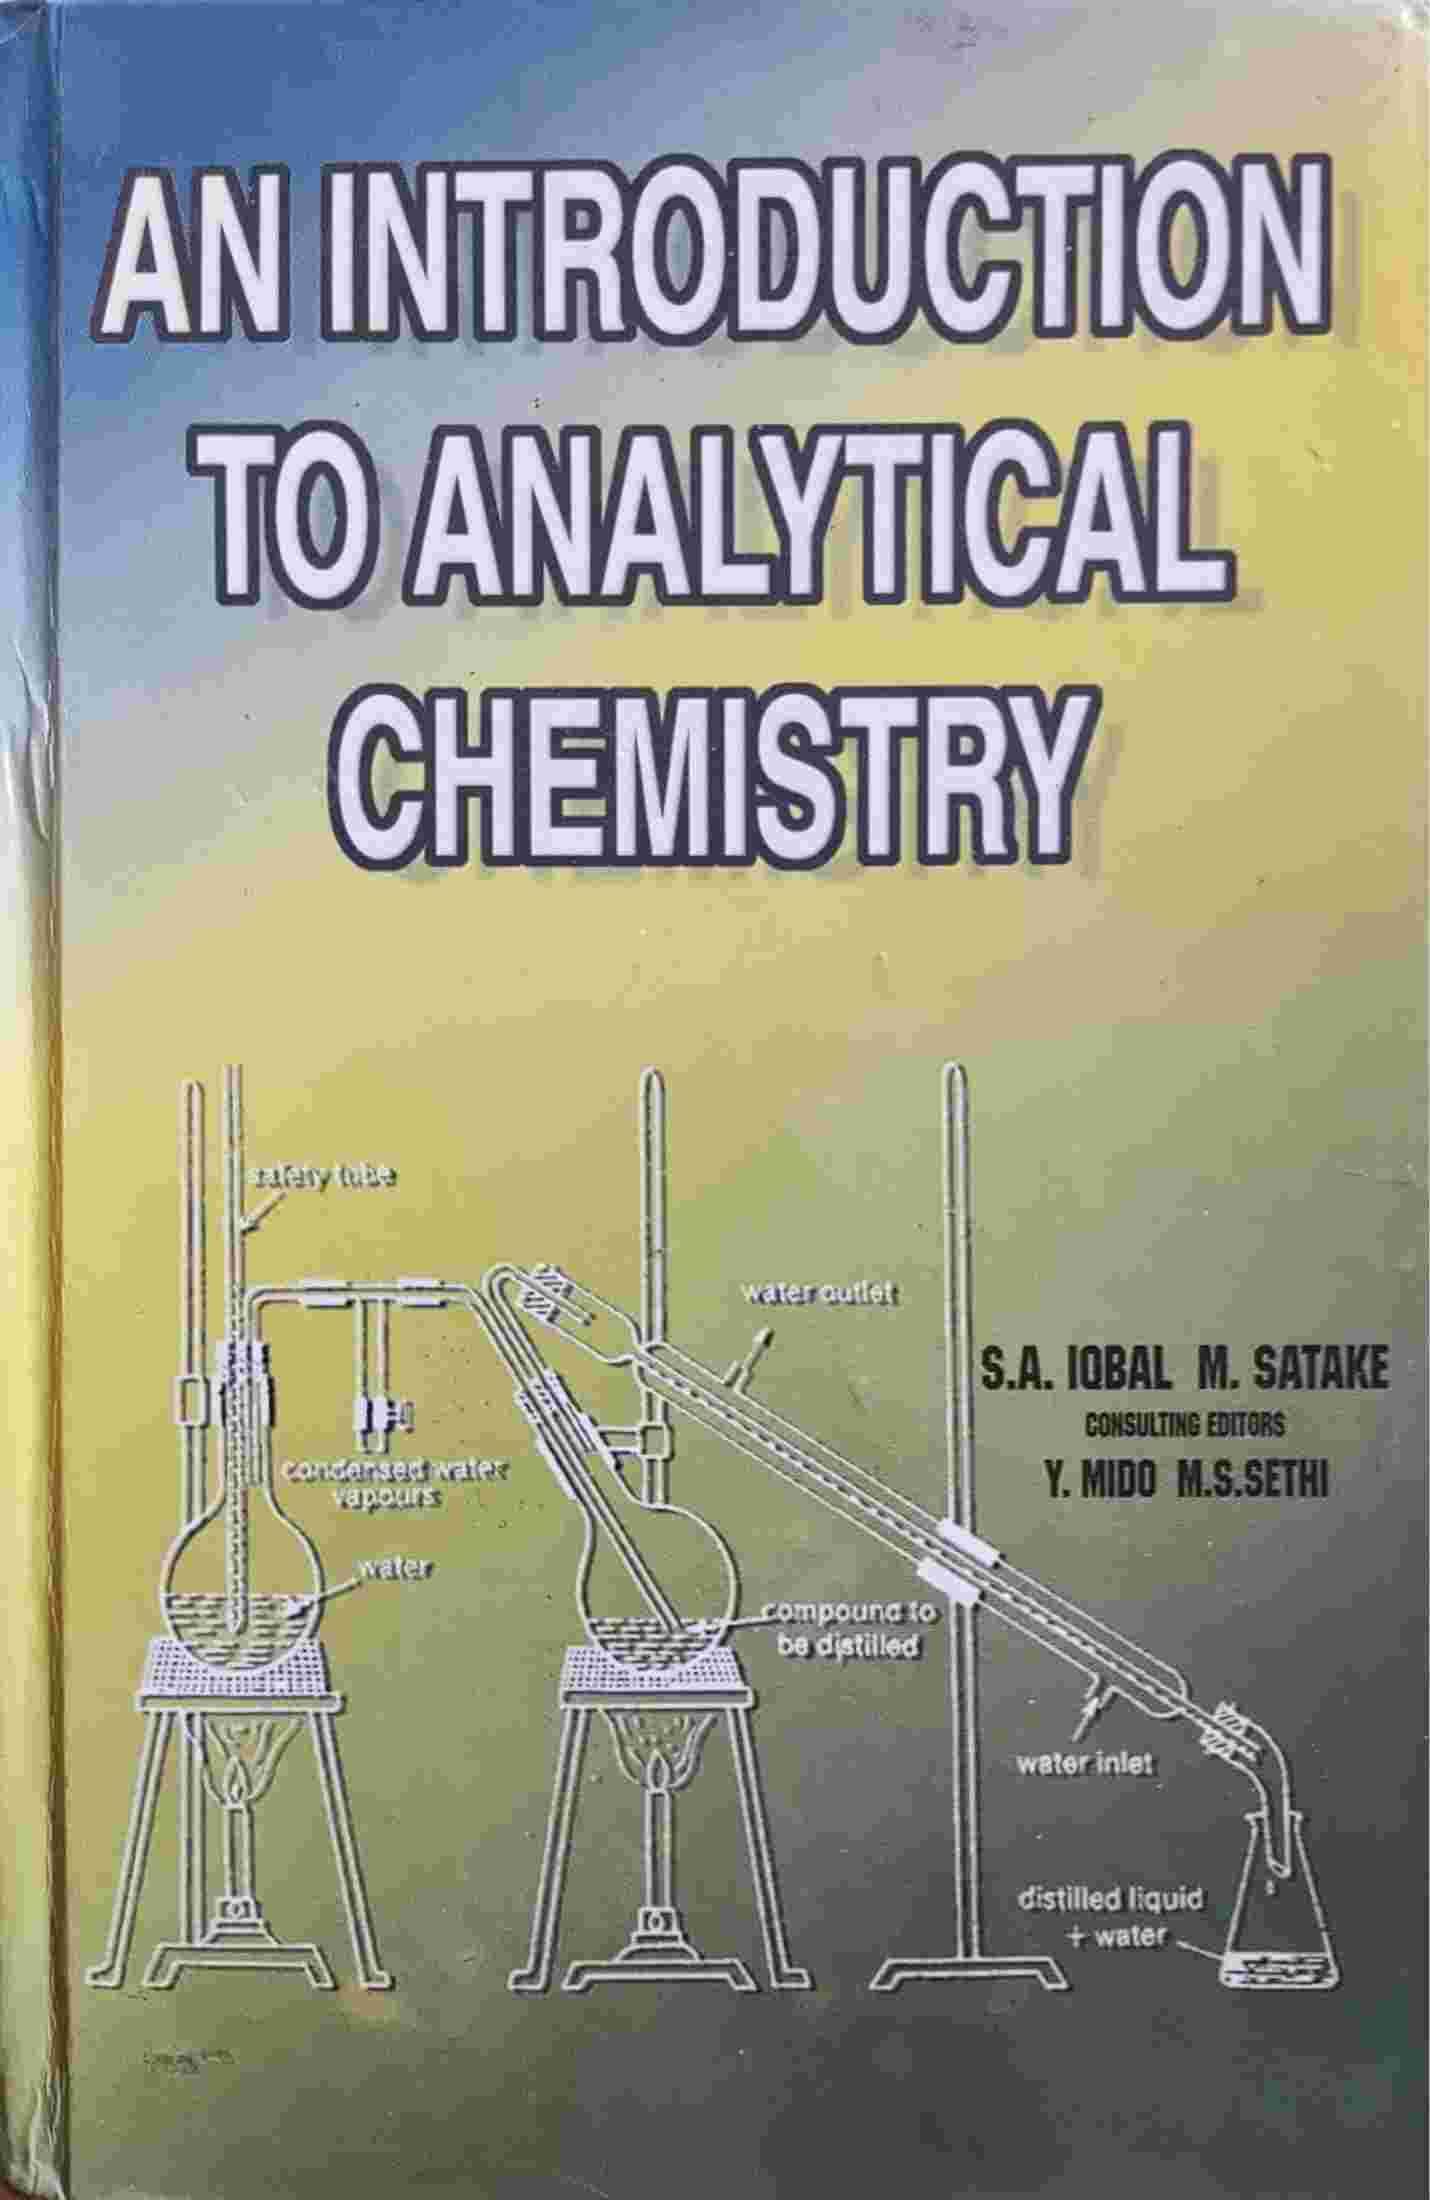 AN INTRODUCTION
TO ANALYTICAL
CHEMISTRY
safety tube
water outlet
S.A. IQBAL M. SATAKE
CONSULTING EDITORS
Y. MIDO M.S.SETHI
condensed water
vapours
water
compound to
be distilled
water inlet
distilled liquid
+ water